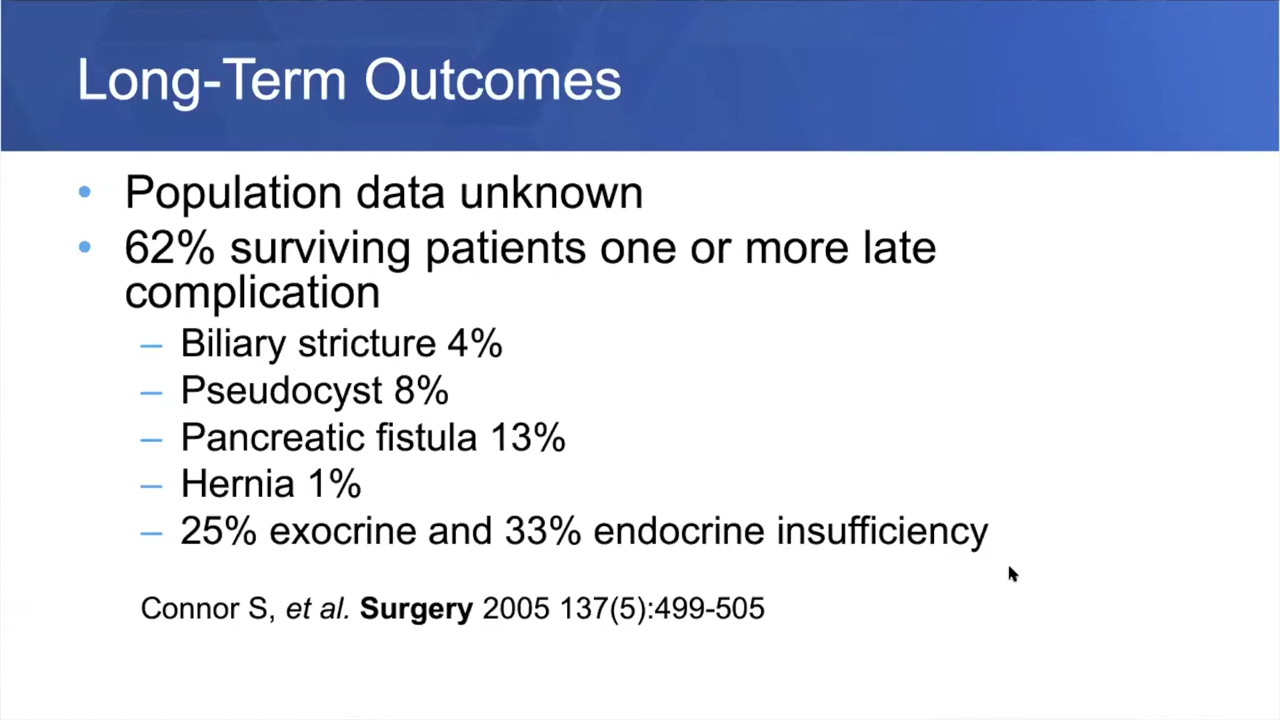 Long-Term Outcomes
• Population data unknown
• 62% surviving patients one or more late
complication
– Biliary stricture 4%
– Pseudocyst 8%
– Pancreatic fistula 13%
– Hernia 1%
– 25% exocrine and 33% endocrine insufficiency
Connor S, et al. Surgery 2005 137(5):499-505